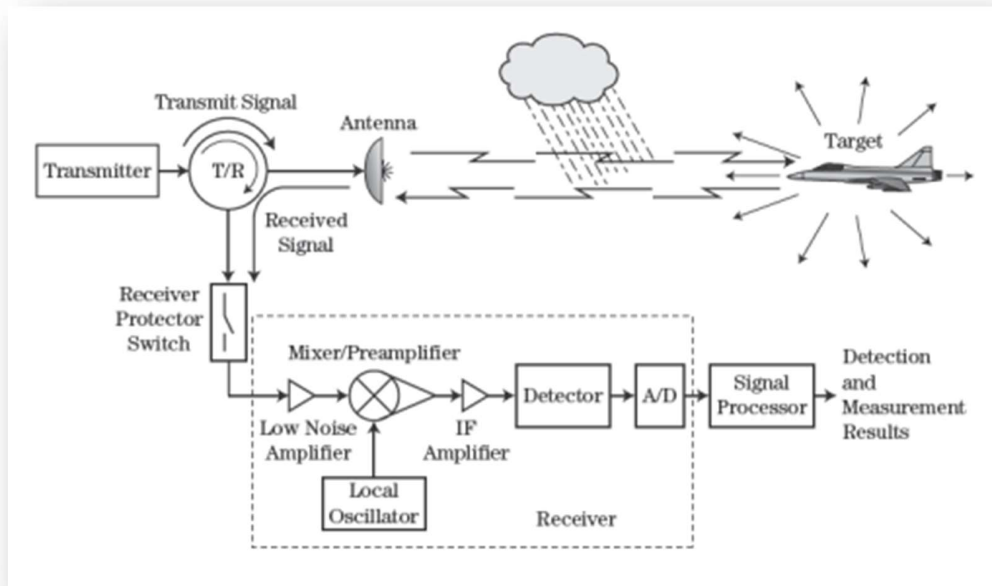 Transmit Signal
Antenna
Target
Transmitter
T/R
Received
Signal
Receiver
Protector
Switch
Mixer/Preamplifier
Detection
and
Measurement
Results
Detector
A/D
Signal
Processor
Low Noise
Amplifier
IF
Amplifier
Local
Oscillator
Receiver